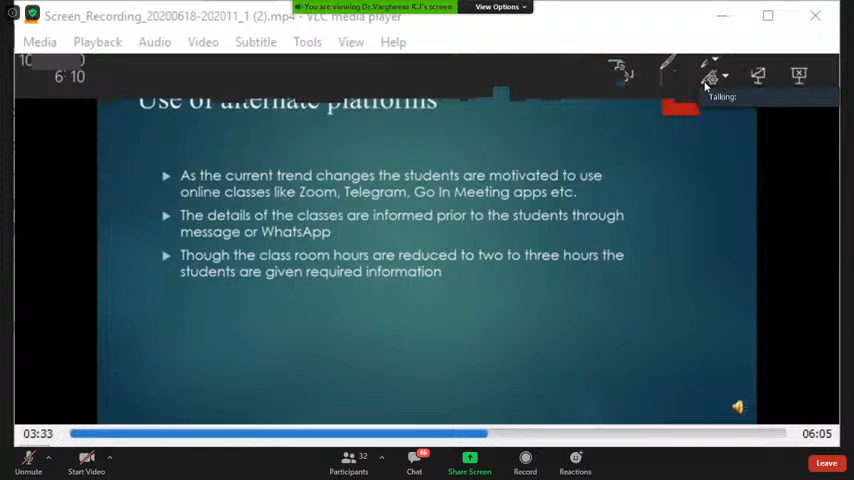 You are viewing Dr.Vargheese K.J's screen
View Options
Screen_Recording_20200618-202011_1 (2).mp4 - VLC media player
Media Playback Audio Video Subtitle Tools View Help
6:10
Talking:
Use of alternate platforms
As the current trend changes the students are motivated to use
online classes like Zoom, Telegram, Go In Meeting apps etc.
The details of the classes are informed prior to the students through
message or WhatsApp
Though the class room hours are reduced to two to three hours the
students are given required information
03:33
06:05
32
46
Unmute
Start Video
Participants
Chat
Share Screen
Record
Reactions
Leave